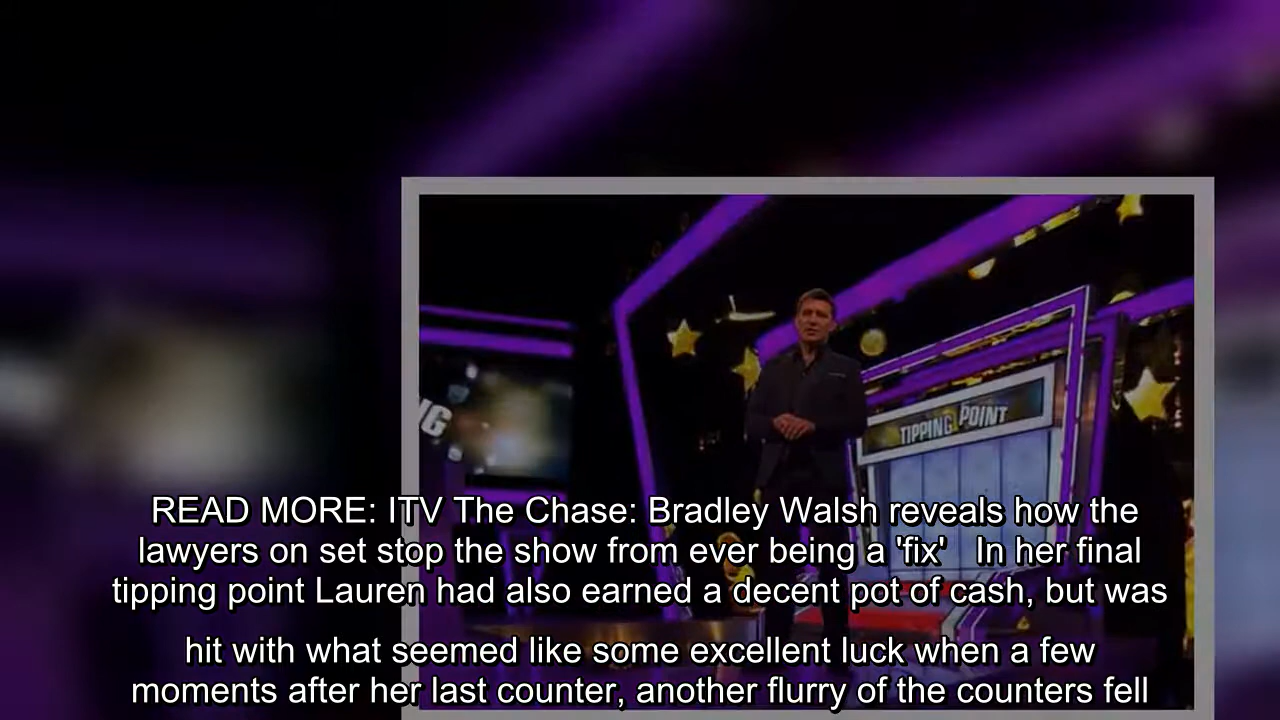 NG
TIPPING POINT
READ MORE: ITV The Chase: Bradley Walsh reveals how the
lawyers on set stop the show from ever being a 'fix'   In her final
tipping point Lauren had also earned a decent pot of cash, but was
hit with what seemed like some excellent luck when a few
moments after her last counter, another flurry of the counters fell